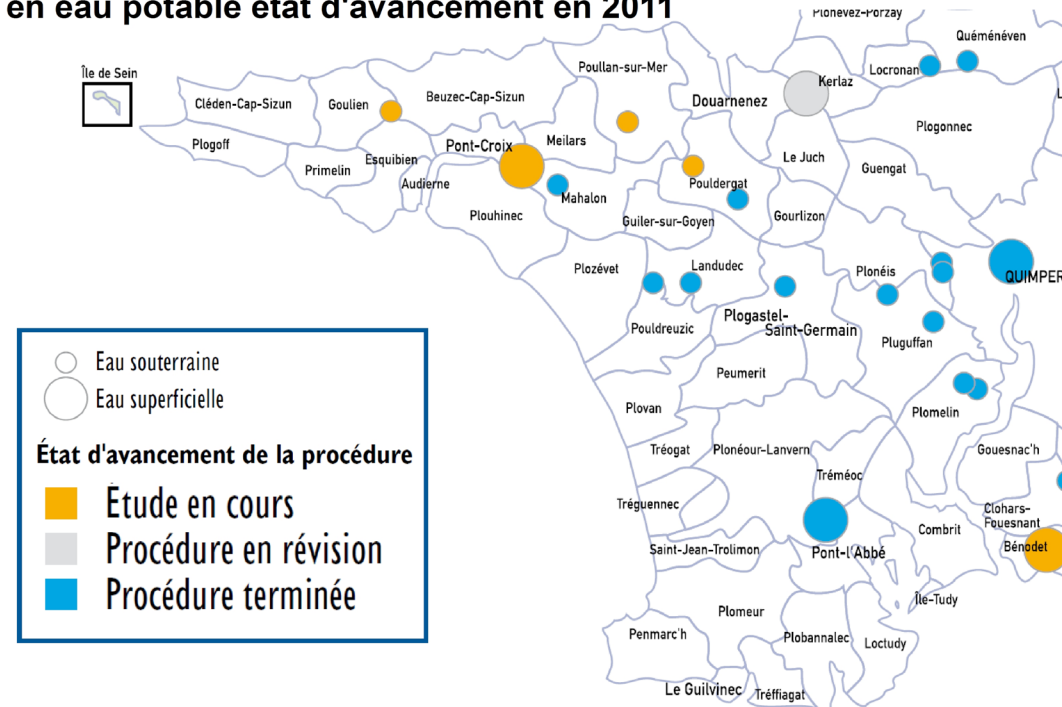 en eau potable état d'avancement en 2011
Plonévez-Porzay
Quéménéven
Île de Sein
Poullan-sur-Mer
Locronan
Kerlaz
Cléden-Cap-Sizun
Goulien
Beuzec-Cap-Sizun
Douarnenez
Plogonnec
Plogoff
Pont-Croix
Meilars
Esquibien
Le Juch
Primelin
Guengat
Audierne
Pouldergat
Mahalon
Plouhinec
Guiler-sur-Goyen
Gourlizon
Plozévet
Landudec
Plonéis
QUIMPER
Plogastel-
Saint-Germain
Pouldreuzic
Pluguffan
Peumerit
Plovan
Plomelin
Tréogat
Plonéour-Lanvern
Gouesnac'h
Tréméoc
Tréguennec
Clohars-
Fouesnant
Combrit
Saint-Jean-Trolimon
Pont-l'Abbé
Bénodet
Île-Tudy
Plomeur
Penmarc'h
Plobannalec
Loctudy
Le Guilvinec
Tréffiagat
Eau souterraine
Eau superficielle
État d'avancement de la procédure
Etude en cours
Procédure en révision
Procédure terminée